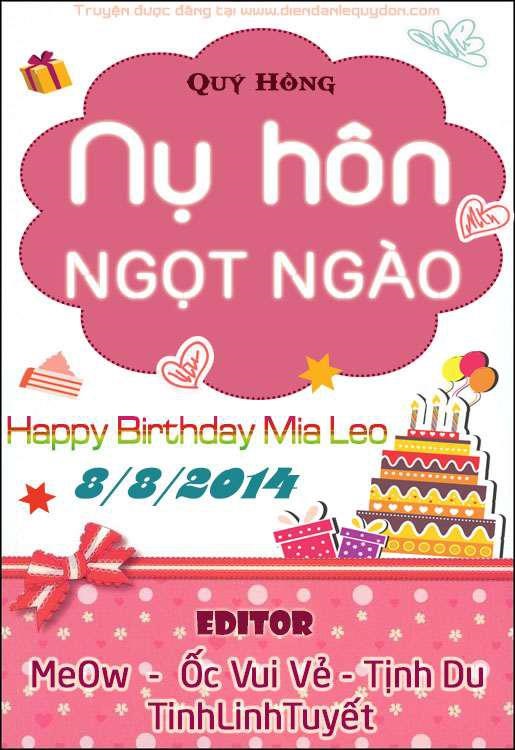 Truyện được đăng tại www.diendanlequydon.com
Quý Hồng
Nụ hôn
NGỌT NGÀO
Happy Birthday Mia Leo
8/8/2014
EDITOR
MeOw - Ốc Vui Vẻ - Tịnh Du
TinhLinhTuyết